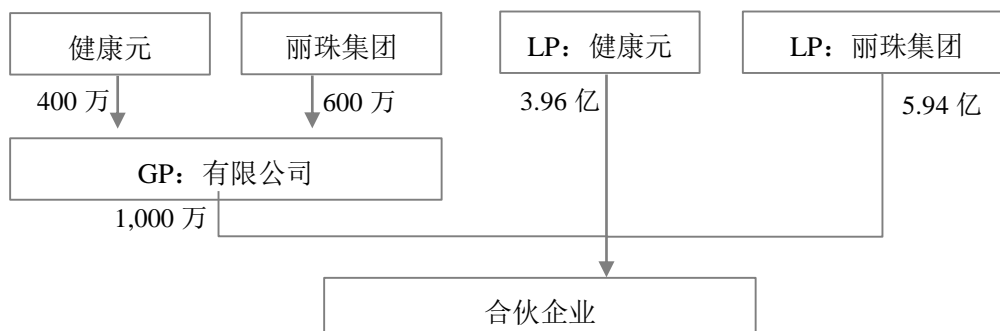 健康元
丽珠集团
LP：健康元
LP：丽珠集团
400 万
600 万
3.96 亿
5.94 亿
GP：有限公司
1,000 万
合伙企业